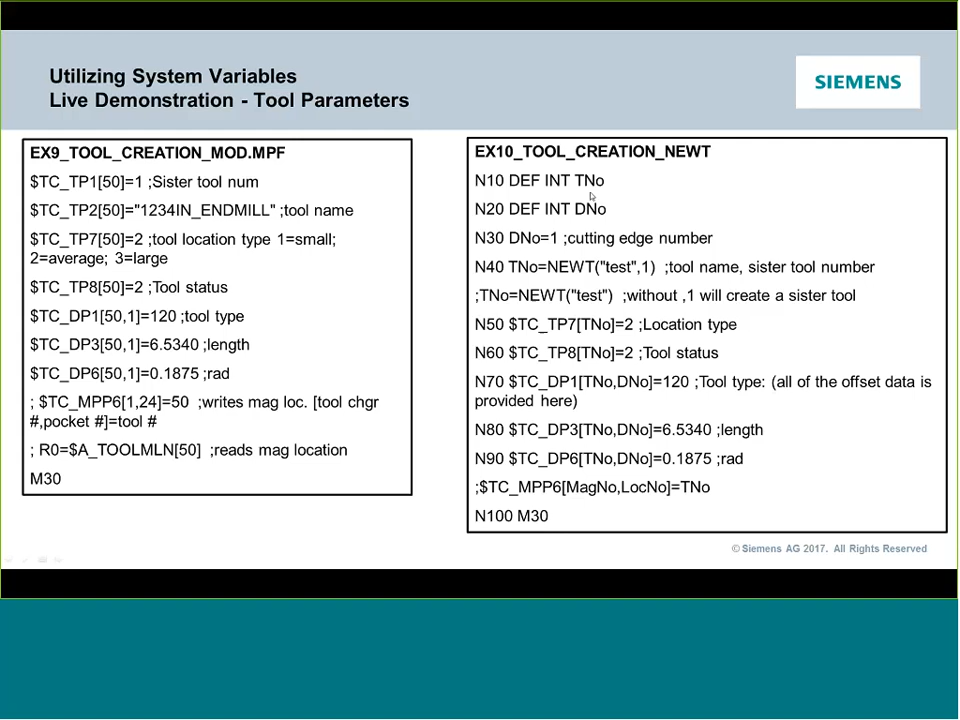 Utilizing System Variables
Live Demonstration - Tool Parameters
SIEMENS
EX9_TOOL_CREATION_MOD.MPF
$TC_TP1[50]=1 ;Sister tool num
$TC_TP2[50]="1234IN_ENDMILL" ;tool name
$TC_TP7[50]=2 ;tool location type 1=small;
2=average; 3=large
$TC_TP8[50]=2 ;Tool status
$TC_DP1[50,1]=120 ;tool type
$TC_DP3[50,1]=6.5340 ;length
$TC_DP6[50,1]=0.1875 ;rad
; $TC_MPP6[1,24]=50 ;writes mag loc. [tool chgr
#,pocket #]=tool #
; R0=$A_TOOLMLN[50] ;reads mag location
M30
EX10_TOOL_CREATION_NEWT
N10 DEF INT TNo
N20 DEF INT DNo
N30 DNo=1 ;cutting edge number
N40 TNo=NEWT("test",1) ;tool name, sister tool number
;TNo=NEWT("test") ;without ,1 will create a sister tool
N50 $TC_TP7[TNo]=2 ;Location type
N60 $TC_TP8[TNo]=2 ;Tool status
N70 $TC_DP1[TNo,DNo]=120 ;Tool type: (all of the offset data is
provided here)
N80 $TC_DP3[TNo,DNo]=6.5340 ;length
N90 $TC_DP6[TNo,DNo]=0.1875 ;rad
;$TC_MPP6[MagNo,LocNo]=TNo
N100 M30
© Siemens AG 2017. All Rights Reserved